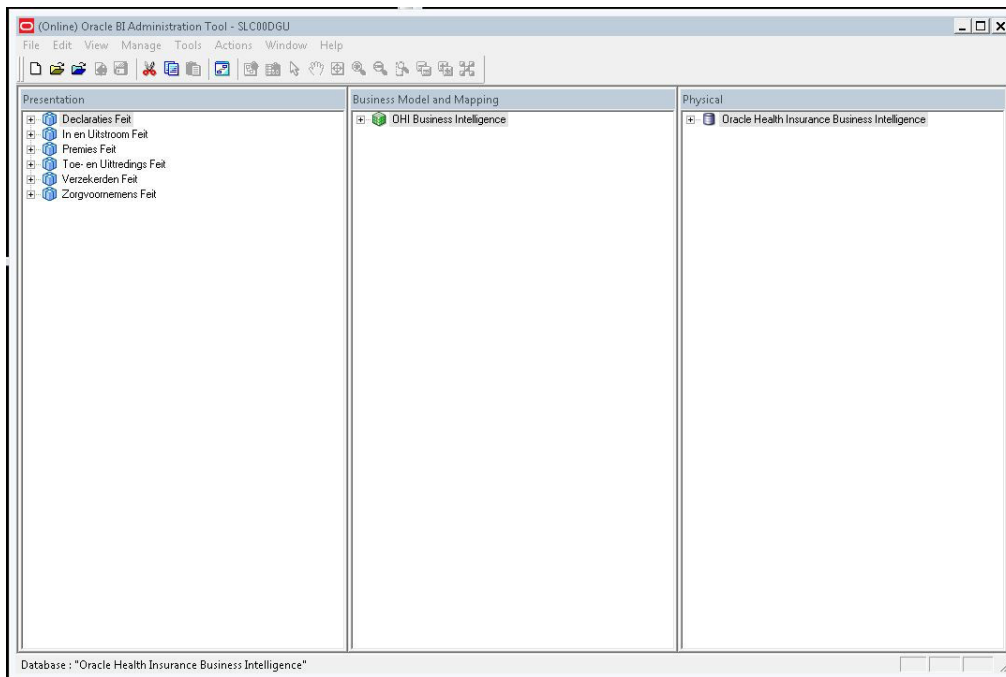 (Online) Oracle BI Administration Tool - SLC00DGU
File Edit View Manage Tools Actions Window Help
Presentation
Declaraties Feit
In en Uitstroom Feit
Premies Feit
Toe- en Uittredings Feit
Verzekerden Feit
Zorgvoornemens Feit
Business Model and Mapping
OHI Business Intelligence
Physical
Oracle Health Insurance Business Intelligence
Database : "Oracle Health Insurance Business Intelligence"